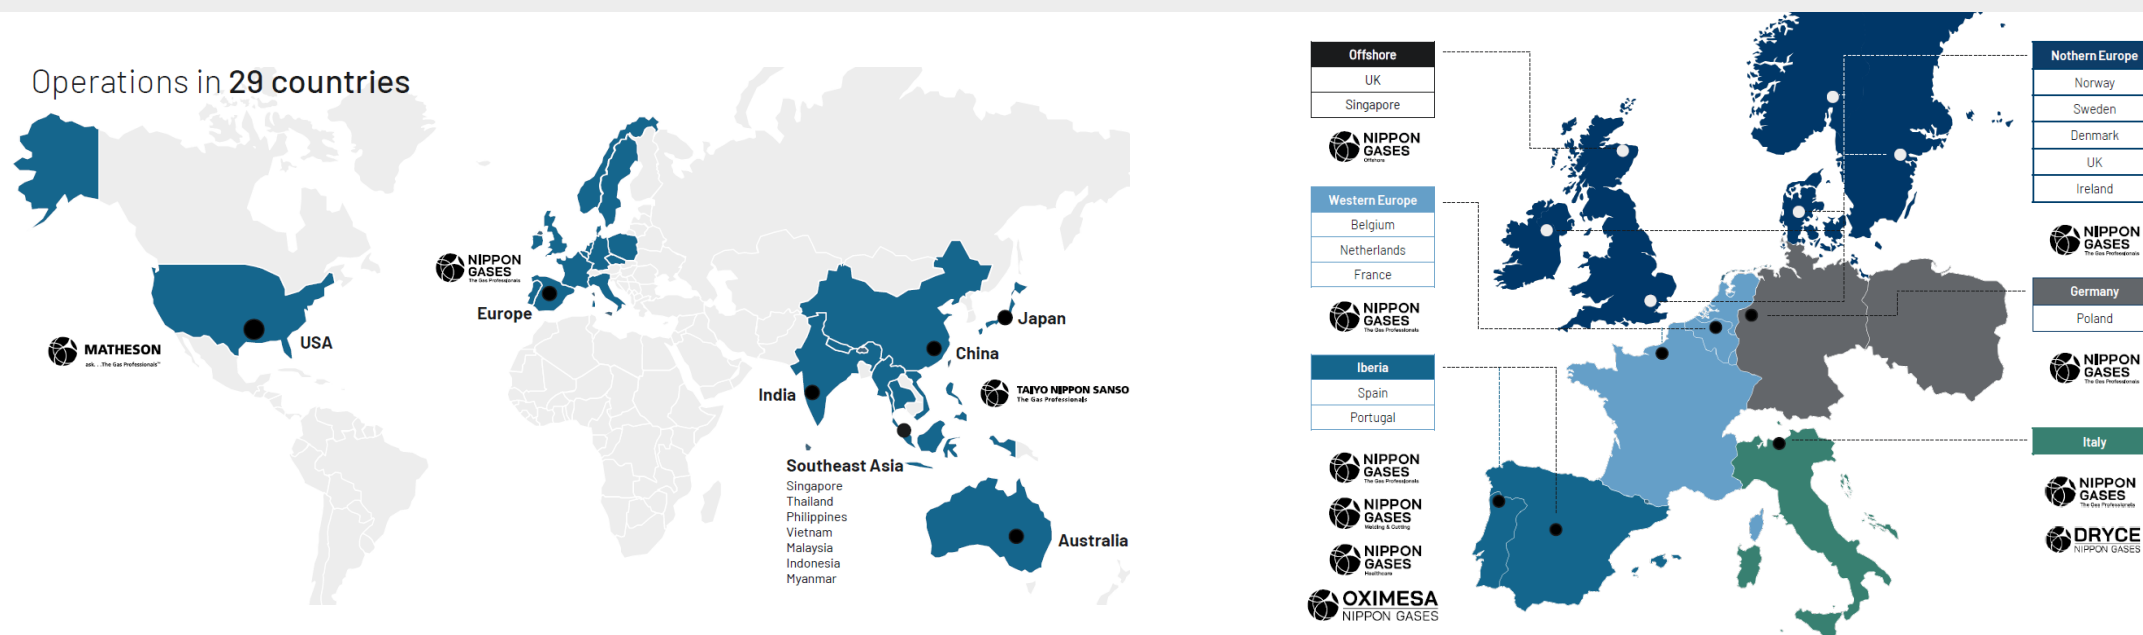 Operations in 29 countries
MATHESON
ask. . .The Gas Professionals™
USA
NIPPON
GASES
The Gas Professionals
Europe
Japan
China
TAIYO NIPPON SANSO
The Gas Professionals
India
Southeast Asia
Singapore
Thailand
Philippines
Vietnam
Malaysia
Indonesia
Myanmar
Australia
Offshore
UK
Singapore
NIPPON
GASES
Offshore
Western Europe
Belgium
Netherlands
France
NIPPON
GASES
The Gas Professionals
Iberia
Spain
Portugal
NIPPON
GASES
The Gas Professionals
NIPPON
GASES
Welding & Cutting
NIPPON
GASES
Healthcare
OXIMESA
NIPPON GASES
Nothern Europe
Norway
Sweden
Denmark
UK
Ireland
NIPPON
GASES
The Gas Professionals
Germany
Poland
NIPPON
GASES
The Gas Professionals
Italy
NIPPON
GASES
The Gas Professionals
DRYCE
NIPPON GASES